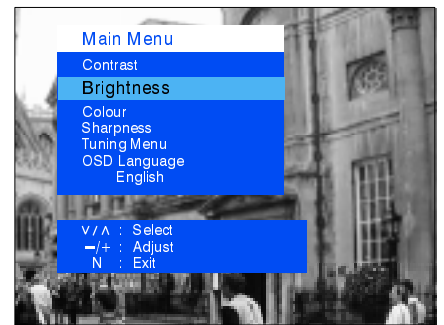 Main Menu
Contrast
Brightness
Colour
Sharpness
Tuning Menu
OSD Language
English
∨/∧ : Select
−/+ : Adjust
N : Exit